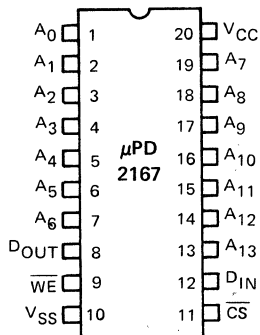 A0 1 20 VCC
A1 2 19 A7
A2 3 18 A8
A3 4 17 A9
µPD
A4 5 16 A10
2167
A5 6 15 A11
A6 7 14 A12
DOUT 8 13 A13
WE 9 12 DIN
VSS 10 11 CS